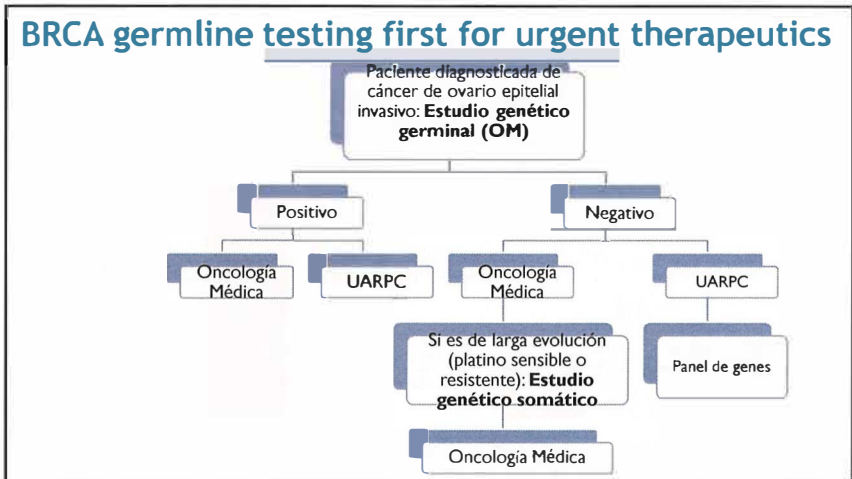 BRCA germline testing first for urgent therapeutics
Paciente diagnosticada de
cáncer de ovario epitelial
invasivo: Estudio genético
germinal (OM)
Positivo
Negativo
Oncología
Médica
UARPC
Oncología
Médica
UARPC
Si es de larga evolución
(platino sensible o
resistente): Estudio
genético somático
Panel de genes
Oncología Médica